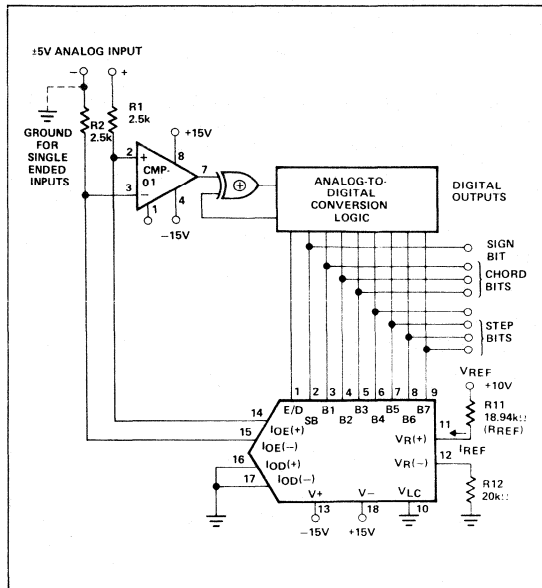 ±5V ANALOG INPUT
− +
R1
2.5k
R2
2.5k
GROUND
FOR
SINGLE
ENDED
INPUTS
+15V
2 + 8
CMP-
01
7
3 −
1 4
−15V
+
ANALOG-TO-
DIGITAL
CONVERSION
LOGIC
DIGITAL
OUTPUTS
SIGN
BIT
CHORD
BITS
STEP
BITS
1 2 3 4 5 6 7 8 9
E/D SB B1 B2 B3 B4 B5 B6 B7
VREF
+10V
R11
18.94kΩ
(RREF)
11
VR(+)
IREF
12
VR(−)
R12
20k::
14
IOE(+)
15
IOE(−)
16
IOD(+)
17
IOD(−)
V+ V− VLC
13 18 10
−15V +15V